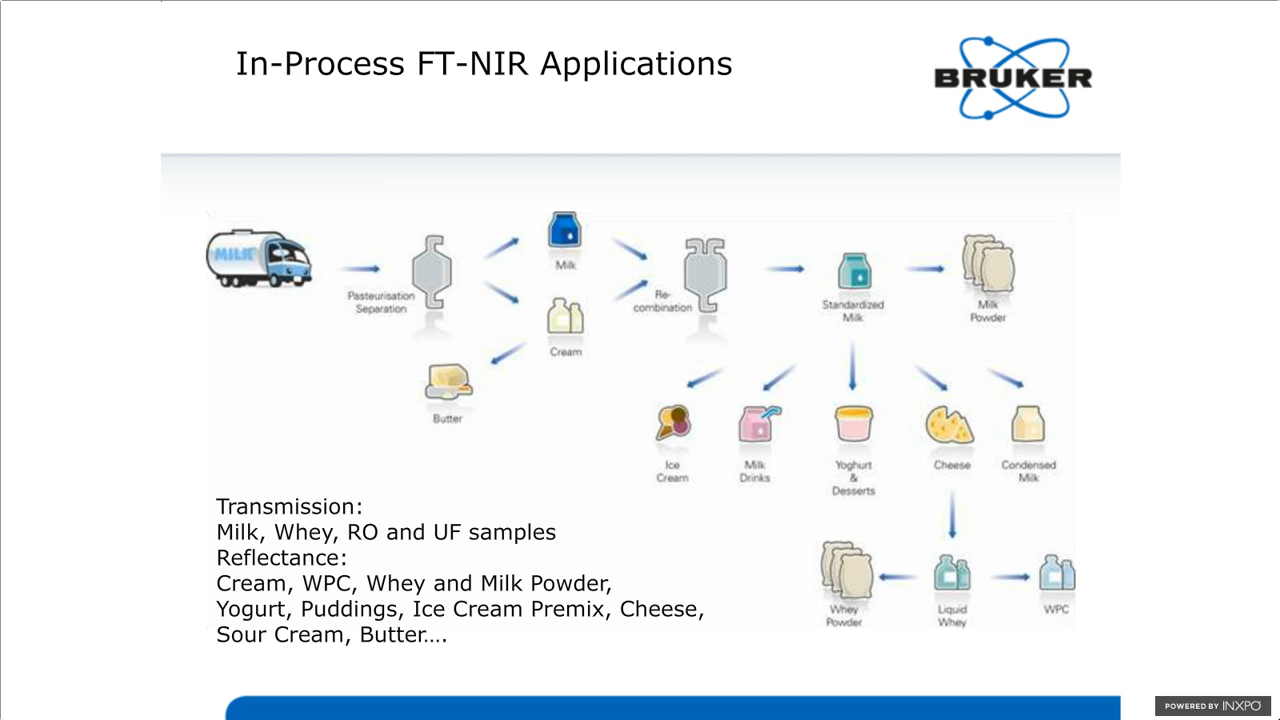 In-Process FT-NIR Applications
BRUKER
MILK
Pasteurisation
Separation
Milk
Cream
Butter
Re-
combination
Standardized
Milk
Milk
Powder
Ice
Cream
Milk
Drinks
Yoghurt
&
Desserts
Cheese
Condensed
Milk
Whey
Powder
Liquid
Whey
WPC
Transmission:
Milk, Whey, RO and UF samples
Reflectance:
Cream, WPC, Whey and Milk Powder,
Yogurt, Puddings, Ice Cream Premix, Cheese,
Sour Cream, Butter….
POWERED BY INXPO